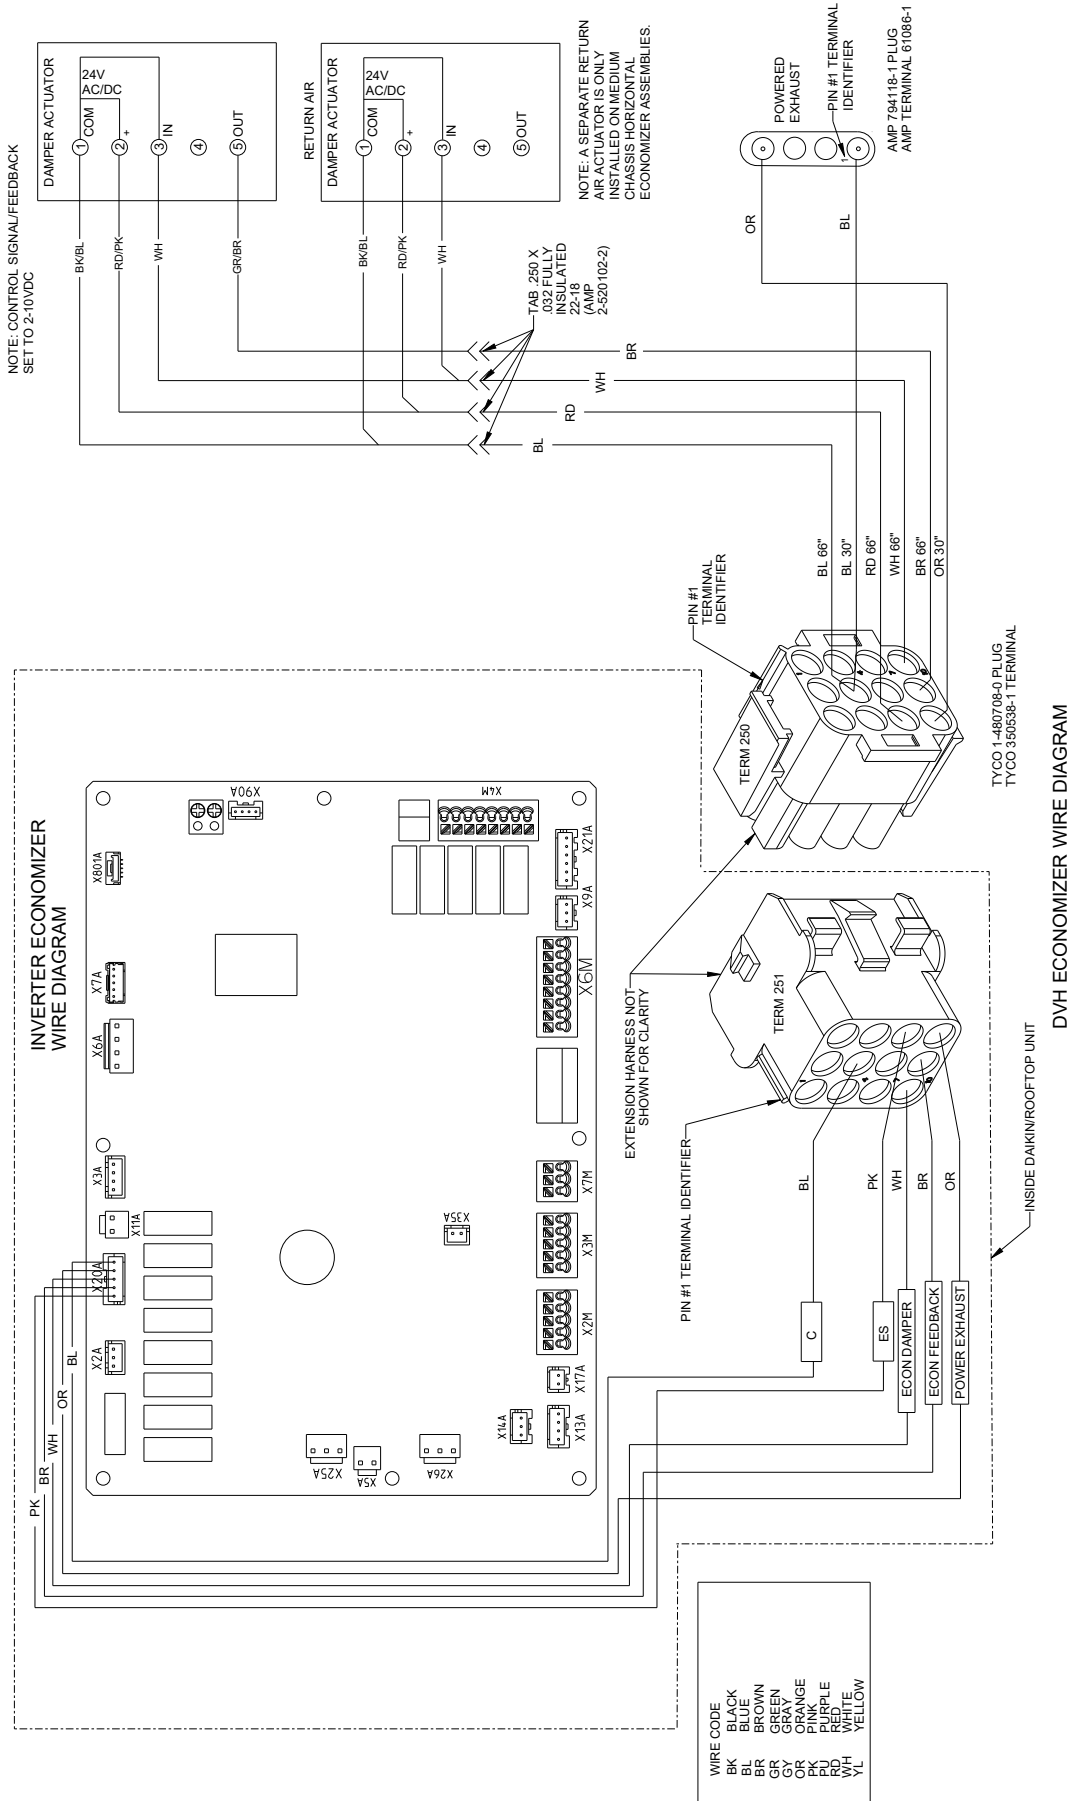 NOTE: CONTROL SIGNAL/FEEDBACK
SET TO 2-10VDC
DAMPER ACTUATOR
24V
AC/DC
1
COM
2
+
3
IN
4
5
OUT
BK/BL
RD/PK
WH
GR/BR
RETURN AIR
DAMPER ACTUATOR
24V
AC/DC
1
COM
2
+
3
IN
4
5
OUT
BK/BL
RD/PK
WH
NOTE: A SEPARATE RETURN
AIR ACTUATOR IS ONLY
INSTALLED ON MEDIUM
CHASSIS HORIZONTAL
ECONOMIZER ASSEMBLIES.
TAB .250 X
.032 FULLY
INSULATED
22-18
(AMP
2-520102-2)
BR
WH
RD
BL
POWERED
EXHAUST
PIN #1 TERMINAL
IDENTIFIER
1
AMP 794118-1 PLUG
AMP TERMINAL 61086-1
OR
BL
BL 66"
BL 30"
RD 66"
WH 66"
BR 66"
OR 30"
PIN #1
TERMINAL
IDENTIFIER
TERM 250
TYCO 1-480708-0 PLUG
TYCO 350538-1 TERMINAL
INVERTER ECONOMIZER
WIRE DIAGRAM
X90A
X801A
X7A
X6A
X3A
X11A
X20A
X2A
X4M
X21A
X9A
X6M
X7M
X35A
X3M
X2M
X17A
X14A
X13A
X25A
X5A
X26A
PK
BR
WH
OR
BL
EXTENSION HARNESS NOT
SHOWN FOR CLARITY
TERM 251
1
4
7
PIN #1 TERMINAL IDENTIFIER
BL
PK
WH
BR
OR
C
ES
ECON DAMPER
ECON FEEDBACK
POWER EXHAUST
INSIDE DAIKIN/ROOFTOP UNIT
WIRE CODE
BK BLACK
BL BLUE
BR BROWN
GR GREEN
GY GRAY
OR ORANGE
PK PINK
PU PURPLE
RD RED
WH WHITE
YL YELLOW
DVH ECONOMIZER WIRE DIAGRAM